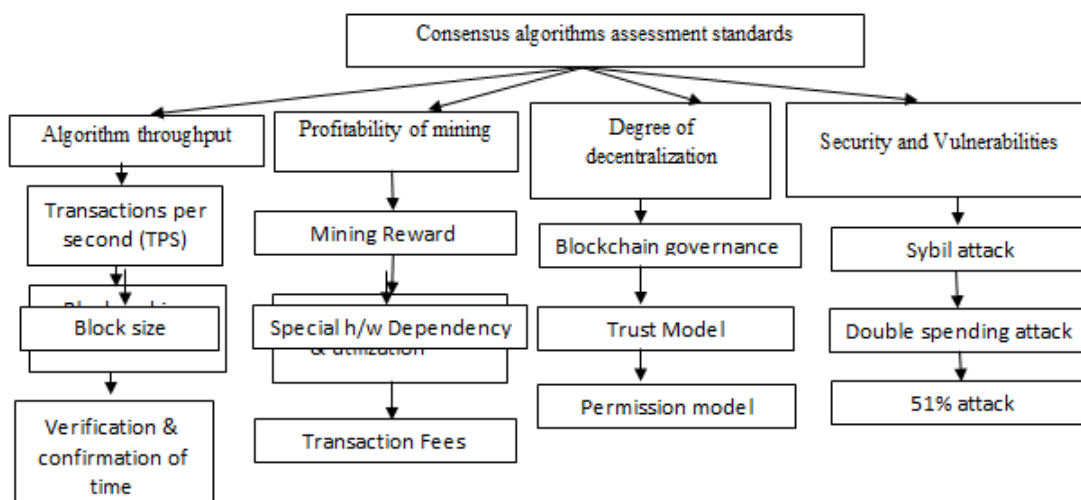 Consensus algorithms assessment standards
Algorithm throughput
Transactions per
second (TPS)
Block size
Verification &
confirmation of
time
Profitability of mining
Mining Reward
Special h/w Dependency
& utilization
Transaction Fees
Degree of
decentralization
Blockchain governance
Trust Model
Permission model
Security and Vulnerabilities
Sybil attack
Double spending attack
51% attack